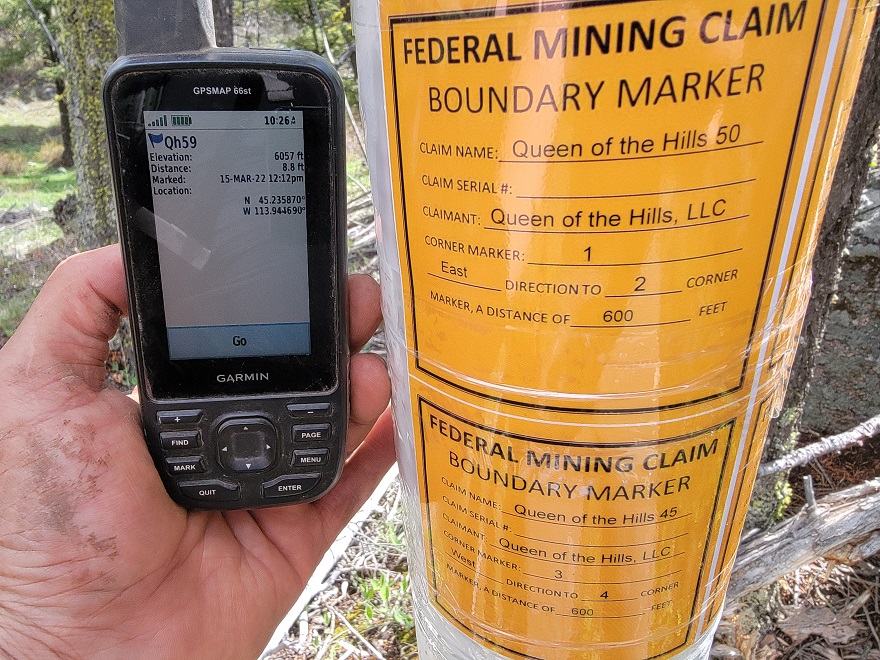 GPSMAP 66st
10:26
Qh59
Elevation: 6057 ft
Distance: 8.8 ft
Marked: 15-MAR-22 12:12pm
Location:
N 45.235870°
W 113.944690°
Go
GARMIN
+ -
FIND PAGE
MARK MENU
QUIT ENTER
FEDERAL MINING CLAIM
BOUNDARY MARKER
CLAIM NAME: Queen of the Hills 50
CLAIM SERIAL#:
CLAIMANT: Queen of the Hills, LLC
CORNER MARKER: 1
East DIRECTION TO 2 CORNER
MARKER, A DISTANCE OF 600 FEET
FEDERAL MINING CLAIM
BOUNDARY MARKER
CLAIM NAME: Queen of the Hills 45
CLAIM SERIAL #:
CLAIMANT: Queen of the Hills, LLC
CORNER MARKER: 3
West DIRECTION TO 4 CORNER
MARKER, A DISTANCE OF 600 FEET